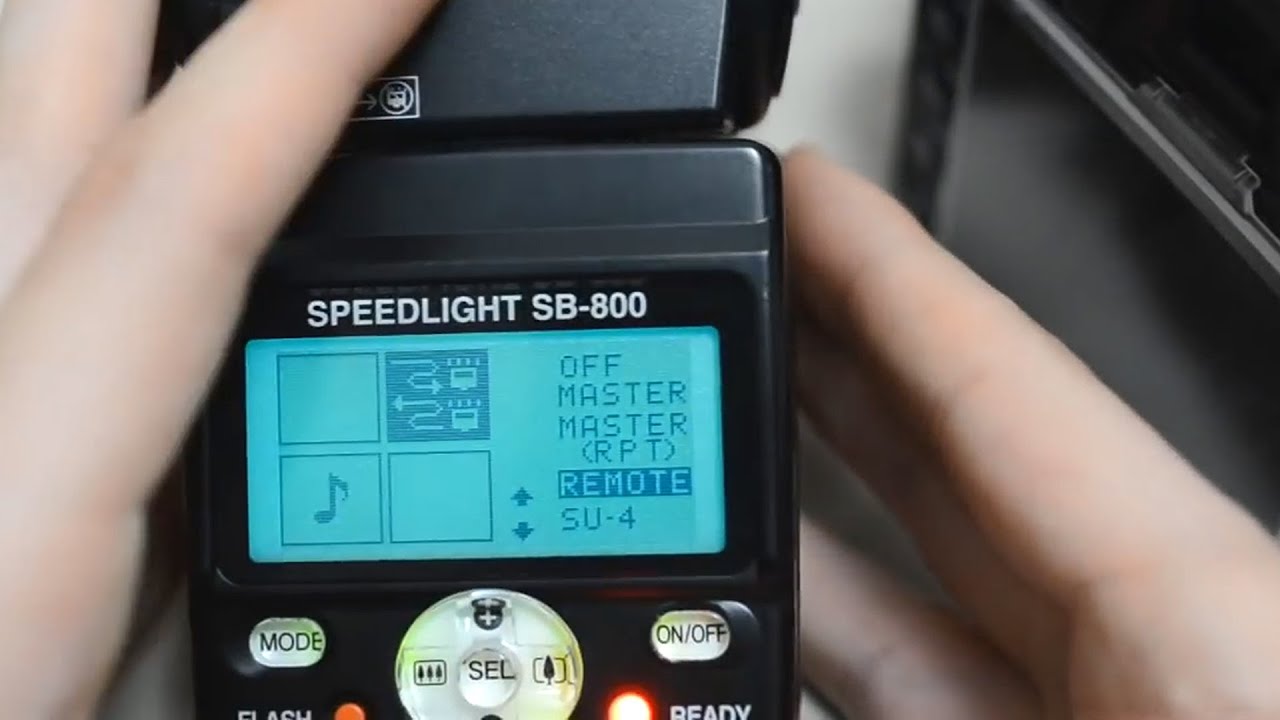 SPEEDLIGHT SB-800
OFF
MASTER
MASTER
(RPT)
REMOTE
SU-4
MODE
SEL
ON/OFF
FLASH
READY